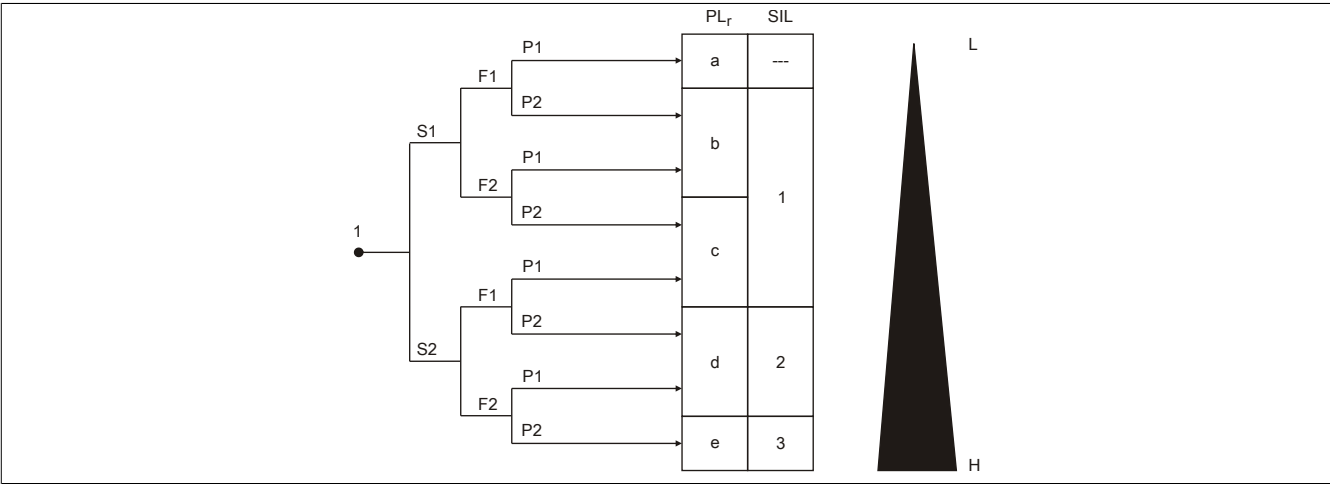 PLr SIL
P1 a --- L
F1
P2
S1 b
P1
F2 1
P2
1 c
P1
F1
P2
S2 d 2
P1
F2
P2 e 3
H